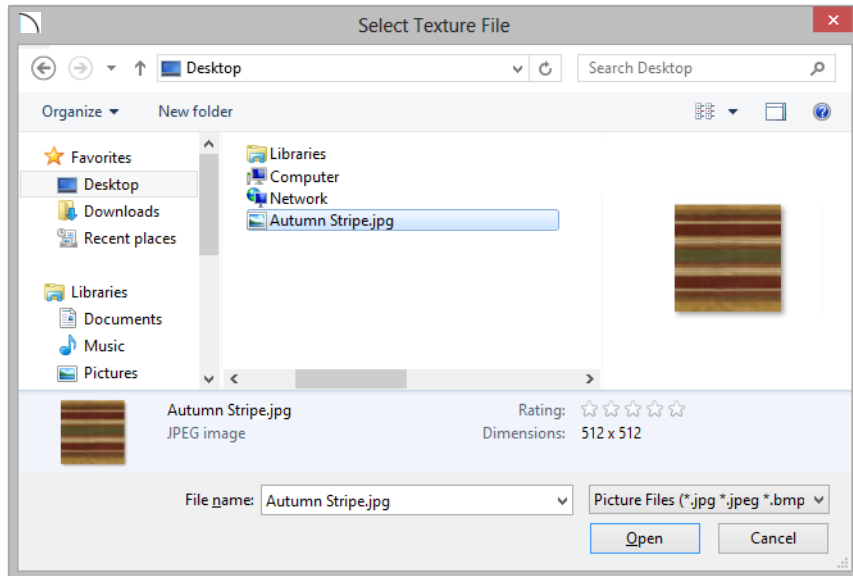 Select Texture File
Desktop
Search Desktop
Organize
New folder
Favorites
Desktop
Downloads
Recent places
Libraries
Documents
Music
Pictures
Libraries
Computer
Network
Autumn Stripe.jpg
Autumn Stripe.jpg
JPEG image
Rating:
Dimensions: 512 x 512
File name: Autumn Stripe.jpg
Picture Files (*.jpg *.jpeg *.bmp
Open
Cancel